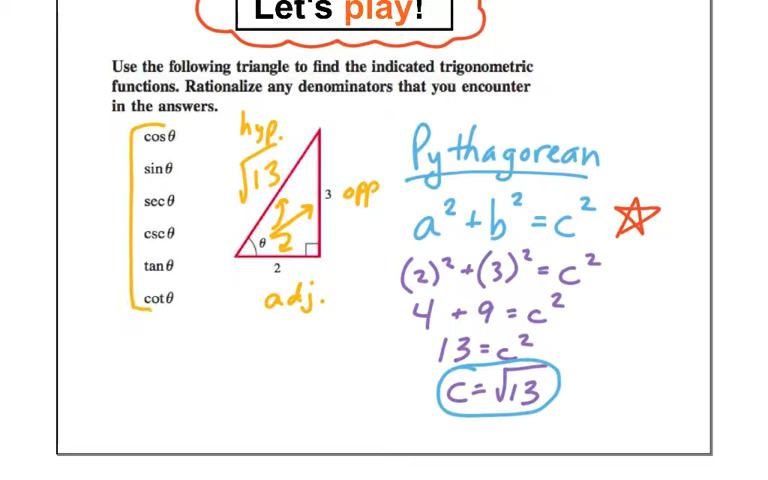 Let's play!
Use the following triangle to find the indicated trigonometric
functions. Rationalize any denominators that you encounter
in the answers.
cos θ
sin θ
sec θ
csc θ
tan θ
cot θ
hyp.
√13
3 opp
θ
2
adj.
Pythagorean
a² + b² = c²
(2)² + (3)² = c²
4 + 9 = c²
13 = c²
c = √13